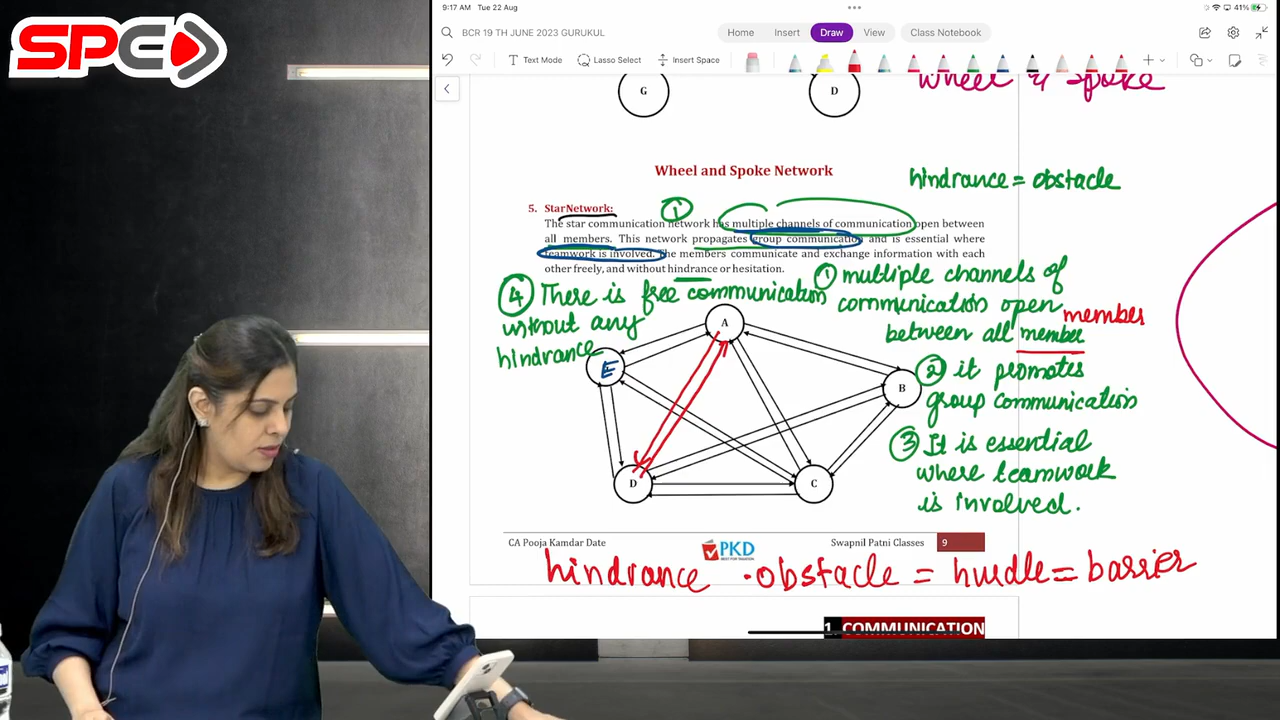 9:17 AM Tue 22 Aug
41%
SPC
BCR 19 TH JUNE 2023 GURUKUL
Home Insert Draw View Class Notebook
Text Mode Lasso Select Insert Space
G D
Wheel & Spoke
Wheel and Spoke Network
hindrance = obstacle
5. StarNetwork:
1
The star communication network has multiple channels of communication open between
all members. This network propagates group communication and is essential where
teamwork is involved. The members communicate and exchange information with each
other freely, and without hindrance or hesitation.
4 There is free communication
without any
hindrance
1 multiple channels of
communication open
between all member
member
2 it promotes
group communication
3 It is essential
where teamwork
is involved.
A
E
B
D
C
CA Pooja Kamdar Date
PKD
Swapnil Patni Classes 9
hindrance . obstacle = hurdle = barrier
1. COMMUNICATION